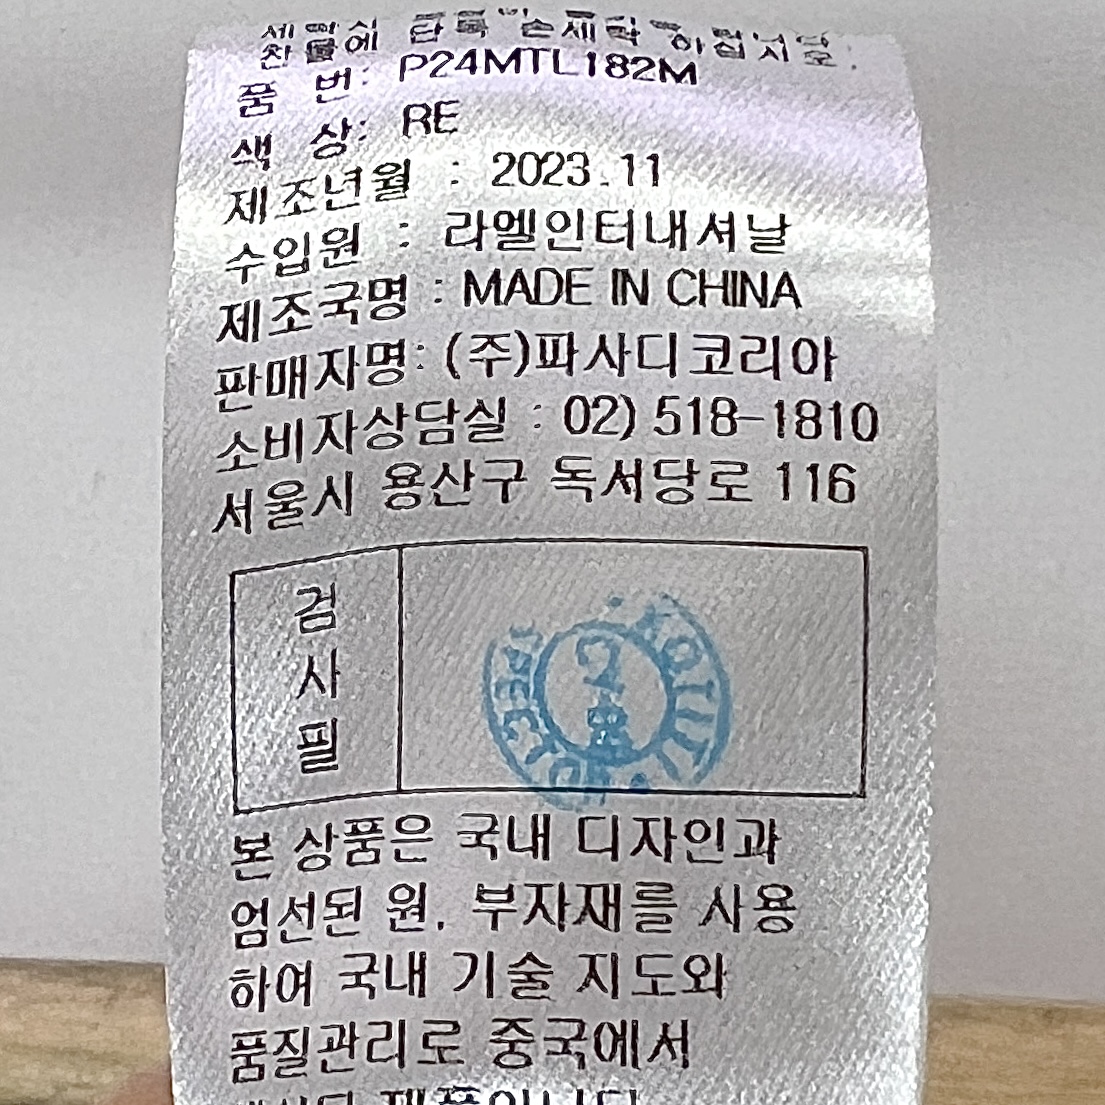 품 번: P24MTL182M
색 상: RE
제조년월 : 2023.11
수입원 : 라엘인터내셔날
제조국명 : MADE IN CHINA
판매자명: (주)파사디코리아
소비자상담실 : 02) 518-1810
서울시 용산구 독서당로 116
검
사
필
본 상품은 국내 디자인과
엄선된 원, 부자재를 사용
하여 국내 기술 지도와
품질관리로 중국에서
제품입니다